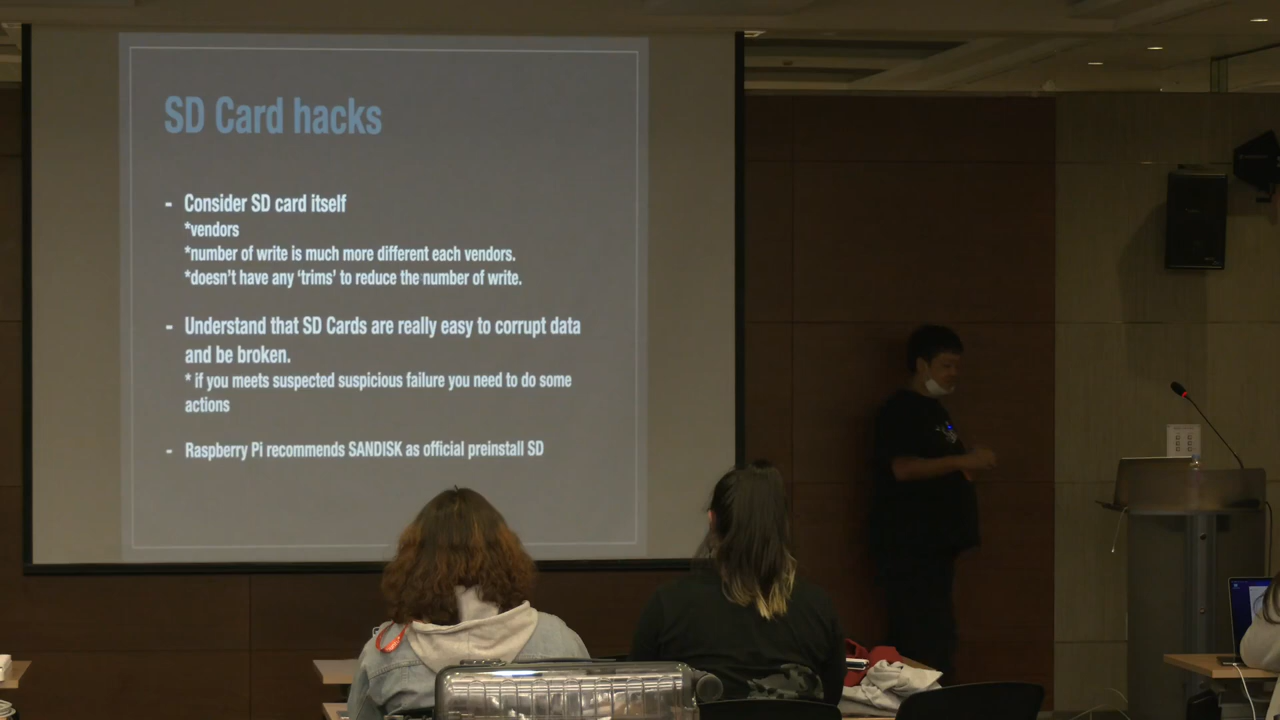 SD Card hacks
- Consider SD card itself
*vendors
*number of write is much more different each vendors.
*doesn't have any 'trims' to reduce the number of write.
- Understand that SD Cards are really easy to corrupt data
and be broken.
* if you meets suspected suspicious failure you need to do some
actions
- Raspberry Pi recommends SANDISK as official preinstall SD